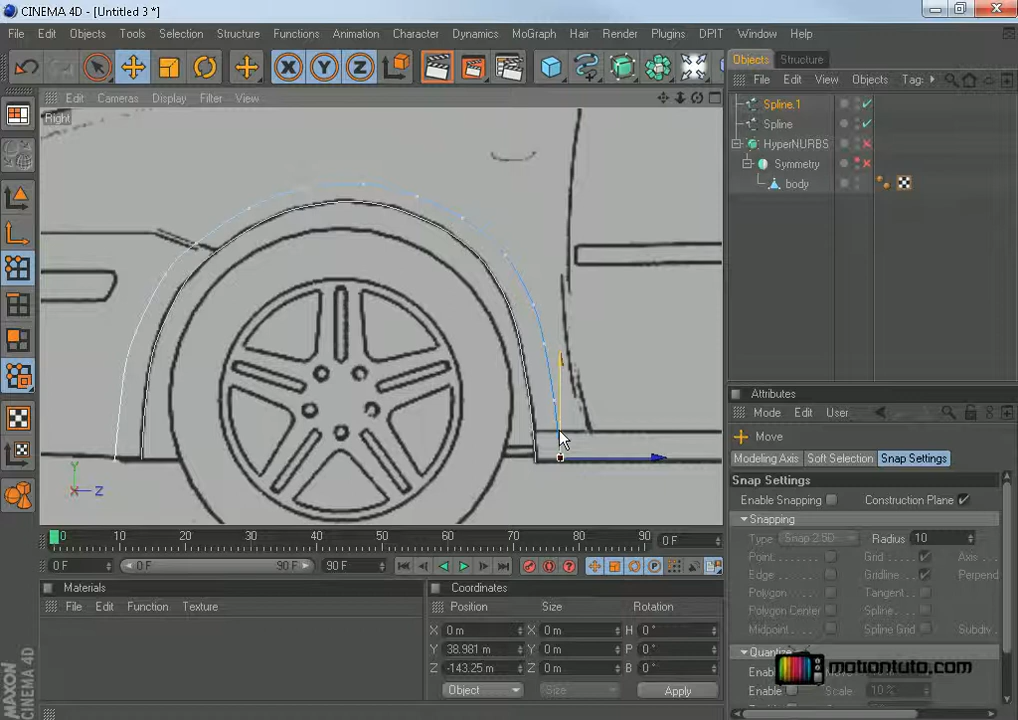 CINEMA 4D - [Untitled 3 *]
File Edit Objects Tools Selection Structure Functions Animation Character Dynamics MoGraph Hair Render Plugins DPIT Window Help
Objects Structure
File Edit View Objects Tag:
Edit Cameras Display Filter View
Right
Spline.1
Spline
HyperNURBS
Symmetry
body
Y
Z
X
Attributes
Mode Edit User
Move
Modeling Axis Soft Selection Snap Settings
Snap Settings
Enable Snapping Construction Plane
Snapping
Type Snap 2.5D Radius 10
Point. Grid Axis
Edge Gridline Perpend
Polygon Tangent
Polygon Center Spline
Midpoint Spline Grid Subdiv.
Quantize
Enable
Enable Scale 10 %
motiontuto.com
0 10 20 30 40 50 60 70 80 90 0 F
0 F 0 F 90 F 90 F
Materials
File Edit Function Texture
Coordinates
Position Size Rotation
X 0 m X 0 m H 0 °
Y 38.981 m Y 0 m P 0 °
Z -143.25 m Z 0 m B 0 °
Object Size Apply
MAXON
CINEMA 4D